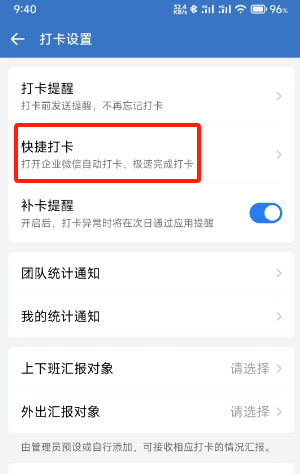 9:40
53.4
KB/s
96%
打卡设置
打卡提醒
打卡前发送提醒，不再忘记打卡
快捷打卡
打开企业微信自动打卡、极速完成打卡
补卡提醒
开启后，打卡异常时将在次日通过应用提醒
团队统计通知
我的统计通知
上下班汇报对象 请选择
外出汇报对象 请选择
由管理员预设或自行添加，可接收相应打卡的情况汇报。